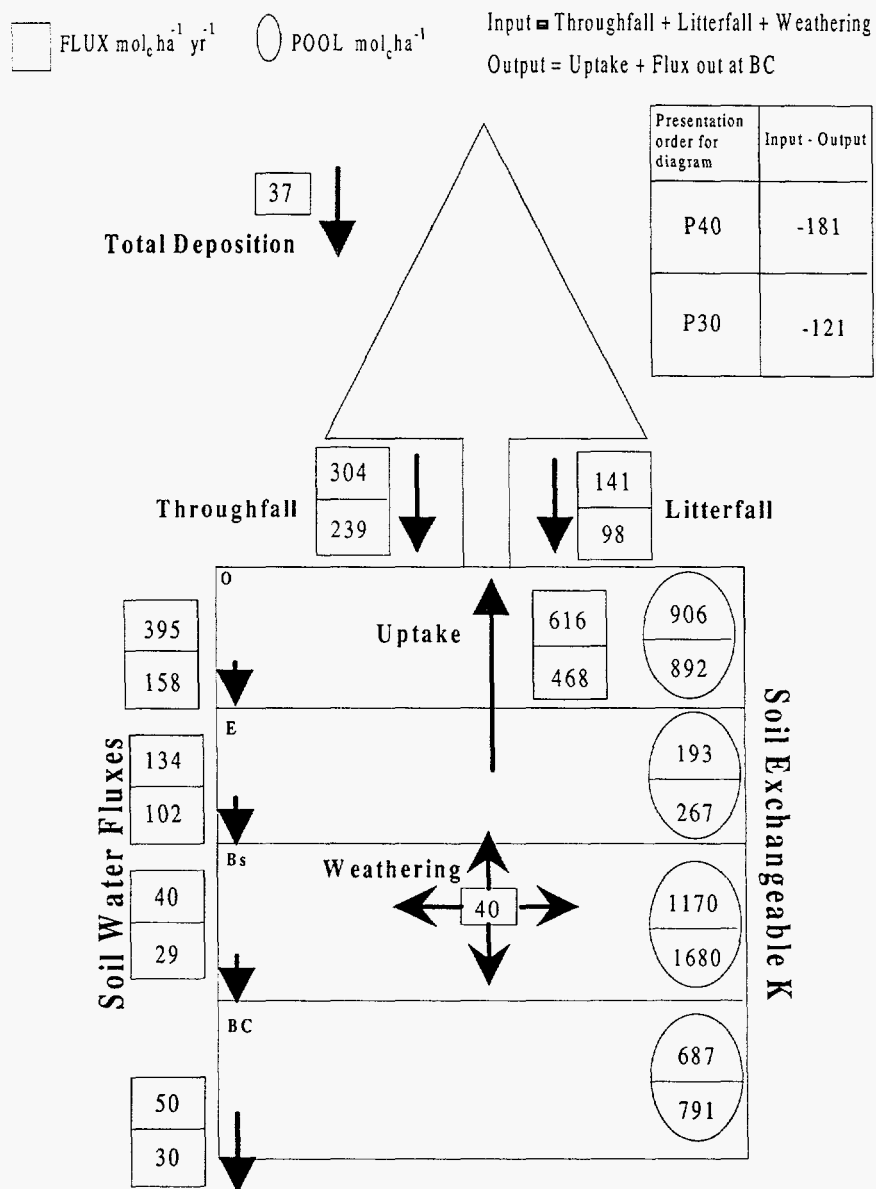 FLUX mol_c ha^-1 yr^-1
POOL mol_c ha^-1
Input = Throughfall + Litterfall + Weathering
Output = Uptake + Flux out at BC
Presentation order for diagram | Input - Output
P40 | -181
P30 | -121
37
Total Deposition
Throughfall
304
239
141
98
Litterfall
O
395
158
Uptake
616
468
906
892
E
134
102
193
267
Bs
Weathering
40
40
29
1170
1680
BC
50
30
687
791
Soil Water Fluxes
Soil Exchangeable K